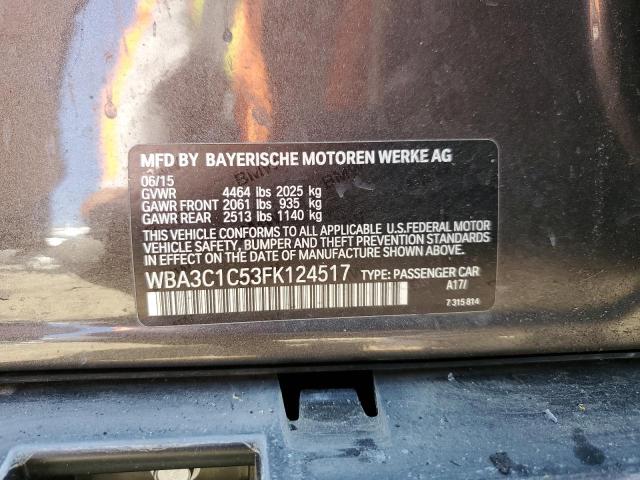 MFD BY BAYERISCHE MOTOREN WERKE AG
06/15
GVWR 4464 lbs 2025 kg
GAWR FRONT 2061 lbs 935 kg
GAWR REAR 2513 lbs 1140 kg
THIS VEHICLE CONFORMS TO ALL APPLICABLE U.S.FEDERAL MOTOR
VEHICLE SAFETY, BUMPER AND THEFT PREVENTION STANDARDS
IN EFFECT ON THE DATE OF MANUFACTURE SHOWN ABOVE.
WBA3C1C53FK124517 TYPE: PASSENGER CAR
A17/
7 315 814